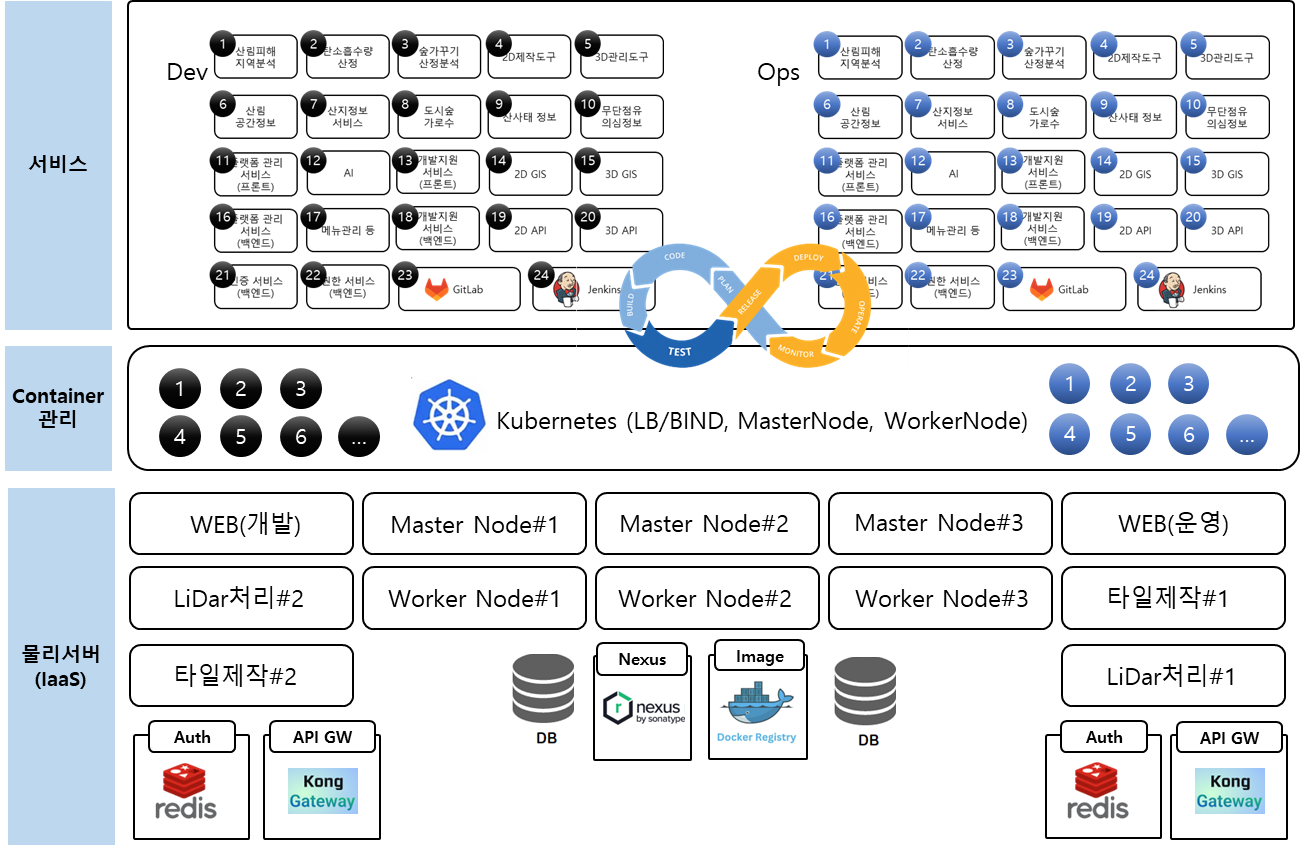 서비스
Dev
1 산림피해
지역분석
2 탄소흡수량
산정
3 숲가꾸기
산정분석
4 2D제작도구
5 3D관리도구
6 산림
공간정보
7 산지정보
서비스
8 도시숲
가로수
9 산사태 정보
10 무단점유
의심정보
11 플랫폼 관리
서비스
(프론트)
12 AI
13 개발지원
서비스
(프론트)
14 2D GIS
15 3D GIS
16 플랫폼 관리
서비스
(백엔드)
17 메뉴관리 등
18 개발지원
서비스
(백엔드)
19 2D API
20 3D API
21 인증 서비스
(백엔드)
22 권한 서비스
(백엔드)
23 GitLab
24 Jenkins
Ops
1 산림피해
지역분석
2 탄소흡수량
산정
3 숲가꾸기
산정분석
4 2D제작도구
5 3D관리도구
6 산림
공간정보
7 산지정보
서비스
8 도시숲
가로수
9 산사태 정보
10 무단점유
의심정보
11 플랫폼 관리
서비스
(프론트)
12 AI
13 개발지원
서비스
(프론트)
14 2D GIS
15 3D GIS
16 플랫폼 관리
서비스
(백엔드)
17 메뉴관리 등
18 개발지원
서비스
(백엔드)
19 2D API
20 3D API
21 서비스
22 권한 서비스
(백엔드)
23 GitLab
24 Jenkins
CODE
BUILD
PLAN
TEST
RELEASE
DEPLOY
OPERATE
MONITOR
Container
관리
1 2 3
4 5 6 ...
Kubernetes (LB/BIND, MasterNode, WorkerNode)
1 2 3
4 5 6 ...
물리서버
(IaaS)
WEB(개발)
Master Node#1
Master Node#2
Master Node#3
WEB(운영)
LiDar처리#2
Worker Node#1
Worker Node#2
Worker Node#3
타일제작#1
타일제작#2
DB
Nexus
nexus
by sonatype
Image
Docker Registry
DB
LiDar처리#1
Auth
redis
API GW
Kong
Gateway
Auth
redis
API GW
Kong
Gateway